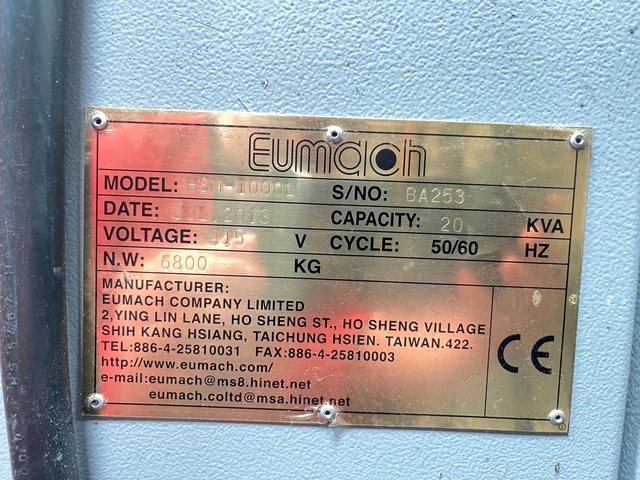 Eumach
MODEL: S/NO: BA253
DATE: JUL.2013 CAPACITY: 20 KVA
VOLTAGE: 415 V CYCLE: 50/60 HZ
N.W: 6800 KG
MANUFACTURER:
EUMACH COMPANY LIMITED
2,YING LIN LANE, HO SHENG ST., HO SHENG VILLAGE
SHIH KANG HSIANG, TAICHUNG HSIEN. TAIWAN.422.
TEL:886-4-25810031 FAX:886-4-25810003
http://www.eumach.com/
e-mail:eumach@ms8.hinet.net
eumach.coltd@msa.hinet.net
CE